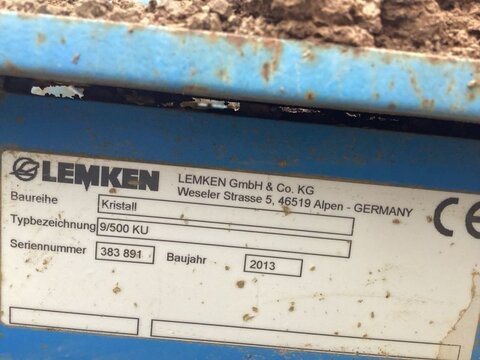 LEMKEN
LEMKEN GmbH & Co. KG
Weseler Strasse 5, 46519 Alpen - GERMANY
Baureihe Kristall
Typbezeichnung 9/500 KU
Seriennummer 383 891 Baujahr 2013
CE